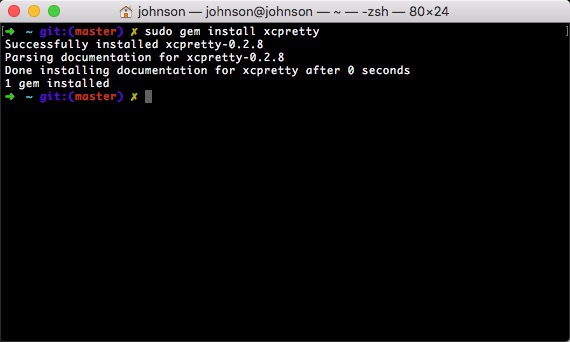 johnson — johnson@johnson — ~ — -zsh — 80×24
[➜  ~ git:(master) ✗ sudo gem install xcpretty ]
Successfully installed xcpretty-0.2.8
Parsing documentation for xcpretty-0.2.8
Done installing documentation for xcpretty after 0 seconds
1 gem installed
➜  ~ git:(master) ✗